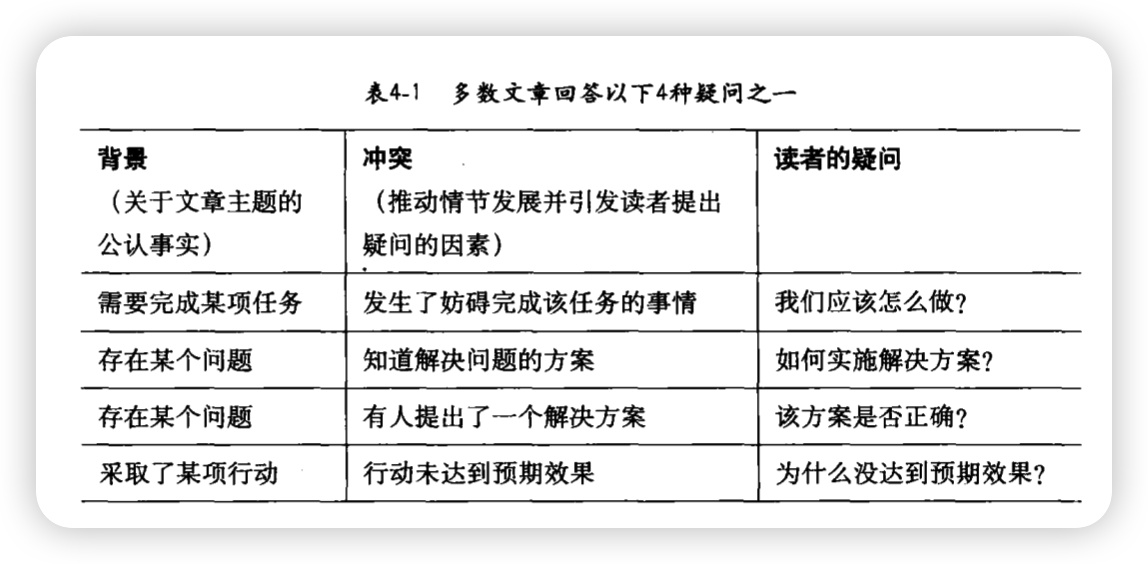 表4-1 多数文章回答以下4种疑问之一
背景 冲突 读者的疑问
（关于文章主题的 （推动情节发展并引发读者提出
公认事实） 疑问的因素）
需要完成某项任务 发生了妨碍完成该任务的事情 我们应该怎么做？
存在某个问题 知道解决问题的方案 如何实施解决方案？
存在某个问题 有人提出了一个解决方案 该方案是否正确？
采取了某项行动 行动未达到预期效果 为什么没达到预期效果？